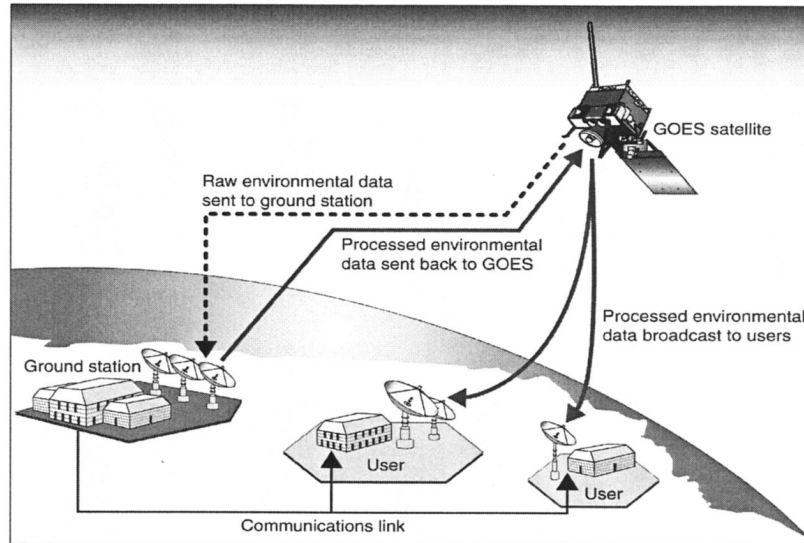 GOES satellite
Raw environmental data
sent to ground station
Processed environmental
data sent back to GOES
Processed environmental
data broadcast to users
Ground station
User
User
Communications link